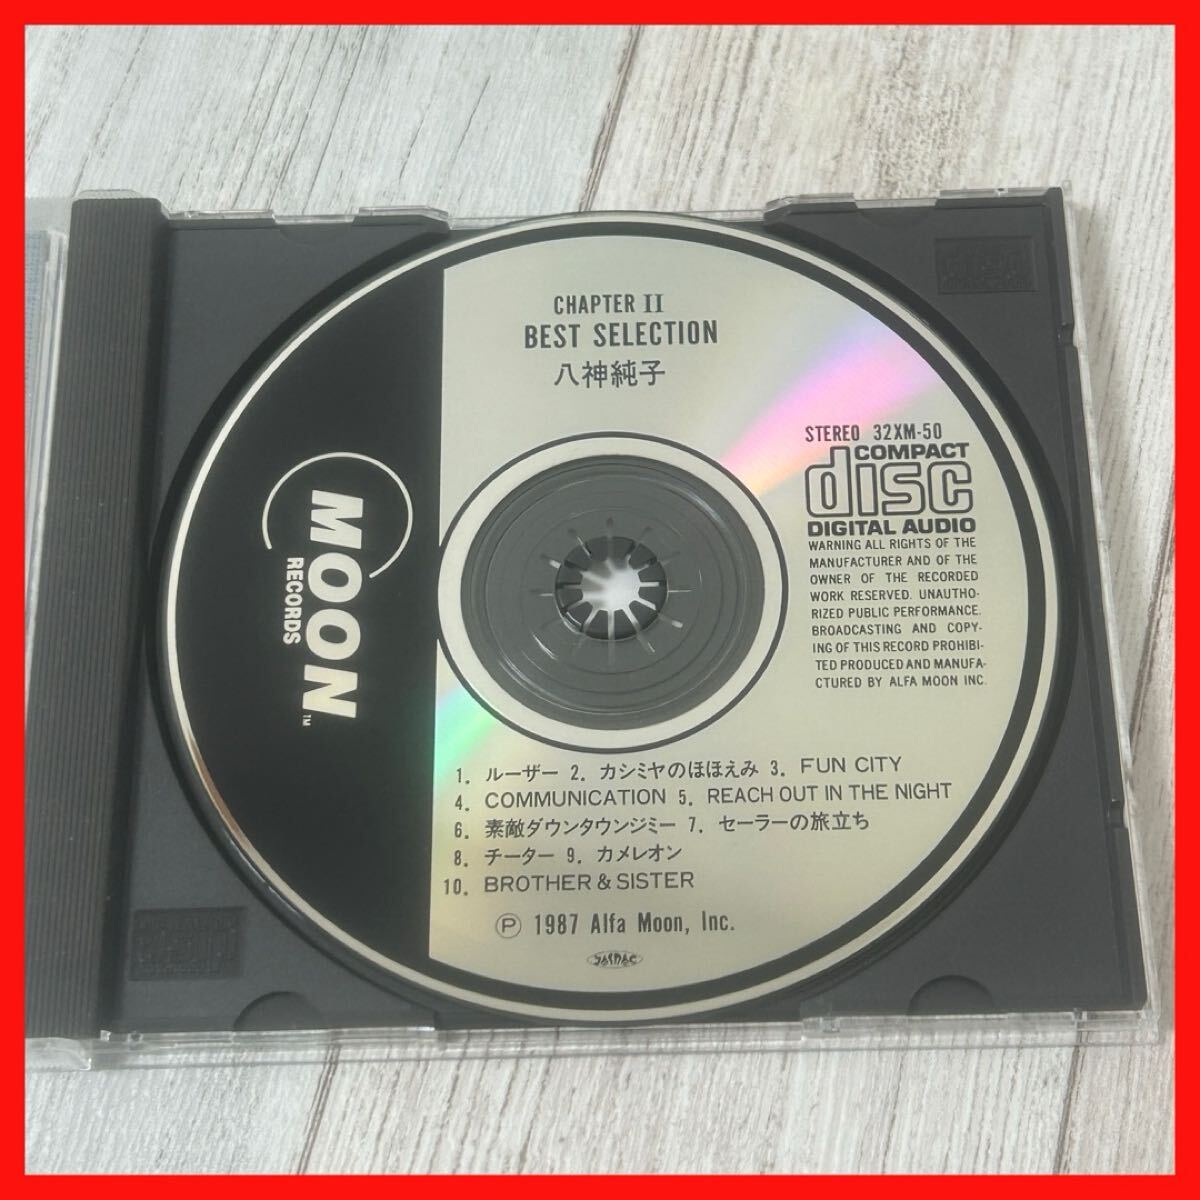 CHAPTER II
BEST SELECTION
八神純子
MOON
RECORDS
TM
STEREO 32XM-50
COMPACT
disc
DIGITAL AUDIO
WARNING ALL RIGHTS OF THE
MANUFACTURER AND OF THE
OWNER OF THE RECORDED
WORK RESERVED. UNAUTHO-
RIZED PUBLIC PERFORMANCE.
BROADCASTING AND COPY-
ING OF THIS RECORD PROHIBI-
TED PRODUCED AND MANUFA-
CTURED BY ALFA MOON INC.
1. ルーザー 2. カシミヤのほほえみ 3. FUN CITY
4. COMMUNICATION 5. REACH OUT IN THE NIGHT
6. 素敵ダウンタウンジミー 7. セーラーの旅立ち
8. チーター 9. カメレオン
10. BROTHER & SISTER
Ⓟ 1987 Alfa Moon, Inc.
JASRAC